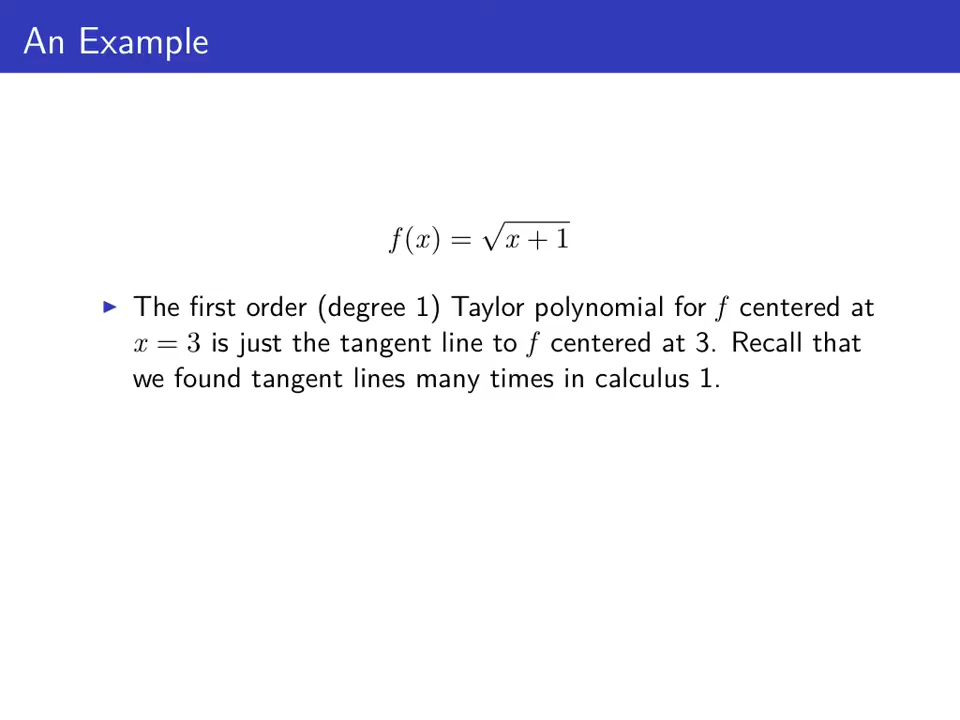 An Example
f(x) = √(x + 1)
▶ The first order (degree 1) Taylor polynomial for f centered at
x = 3 is just the tangent line to f centered at 3. Recall that
we found tangent lines many times in calculus 1.